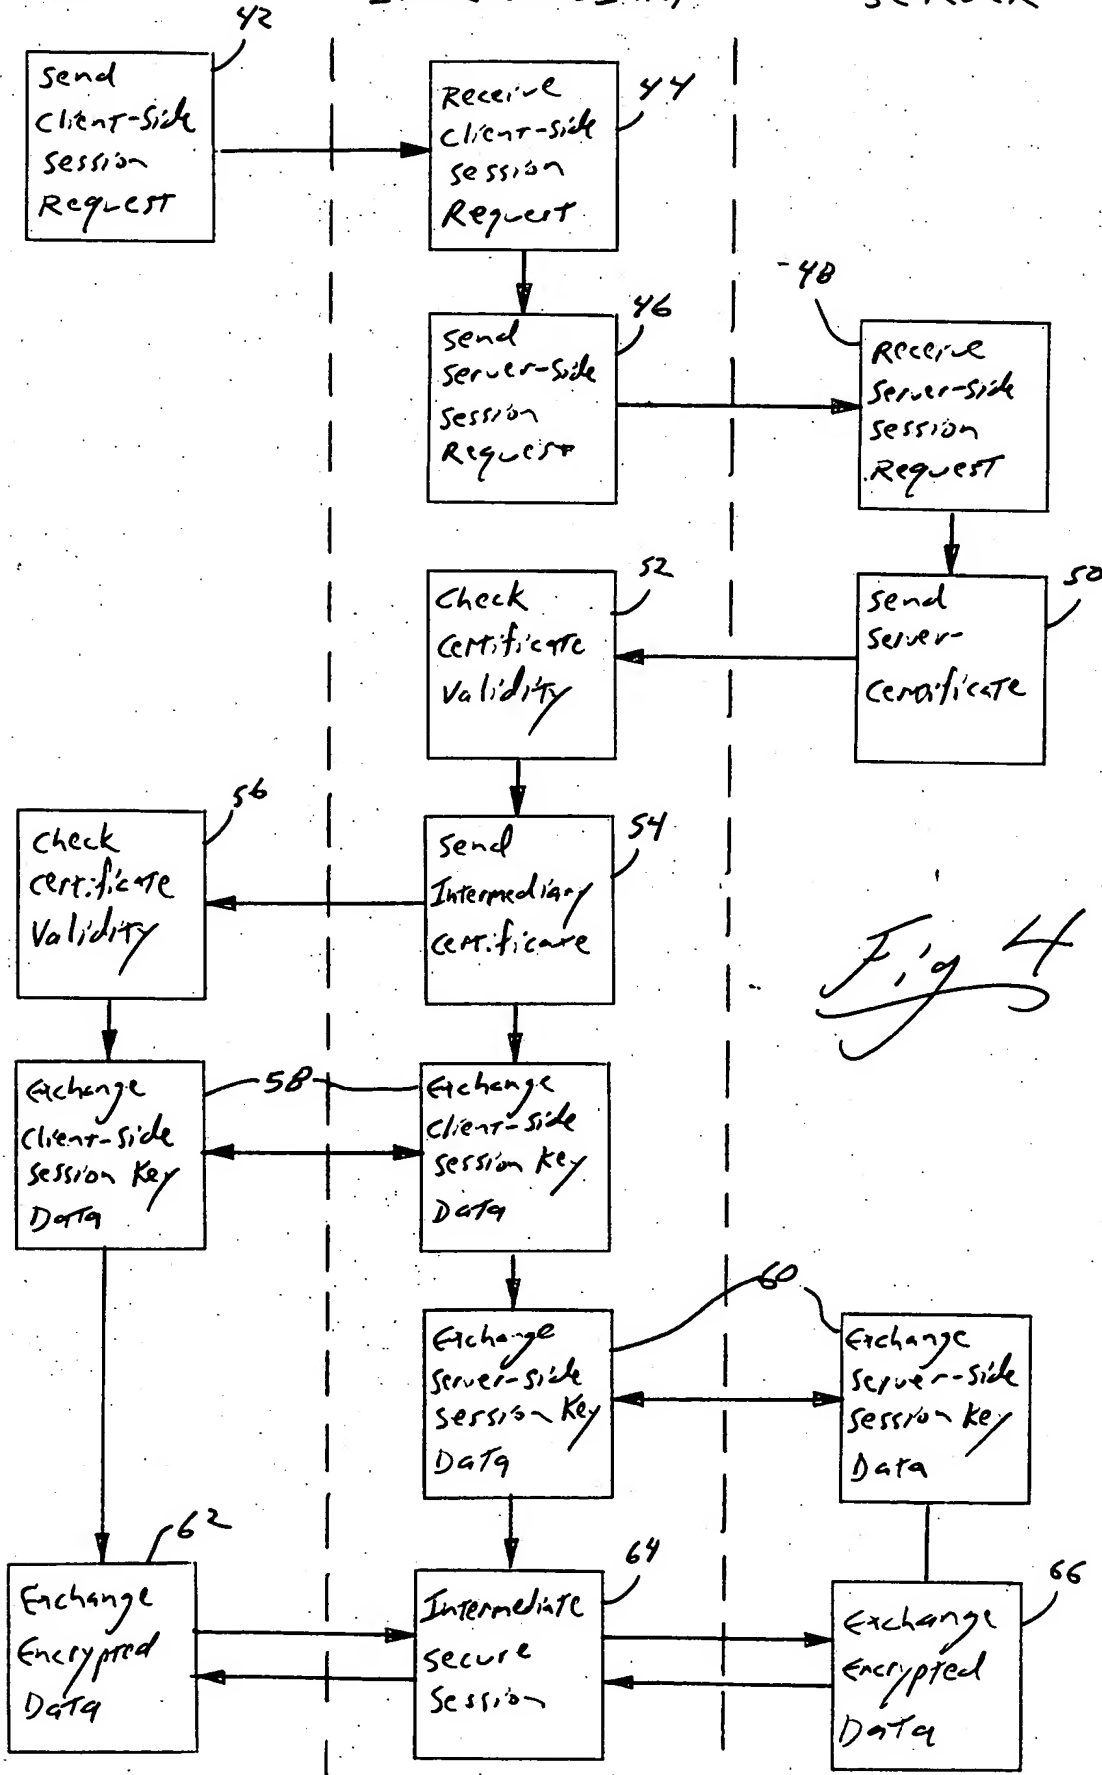 Server
42
Send
Client-Side
Session
Request
44
Receive
Client-Side
Session
Request
46
Send
Server-Side
Session
Request
48
Receive
Server-Side
Session
Request
50
Send
Server-
Certificate
52
Check
Certificate
Validity
54
Send
Intermediary
Certificate
56
Check
Certificate
Validity
Fig 4
58
Exchange
Client-Side
Session Key
Data
Exchange
Client-Side
Session Key
Data
60
Exchange
Server-Side
Session Key
Data
Exchange
Server-Side
Session Key
Data
62
Exchange
Encrypted
Data
64
Intermediate
Secure
Session
66
Exchange
Encrypted
Data